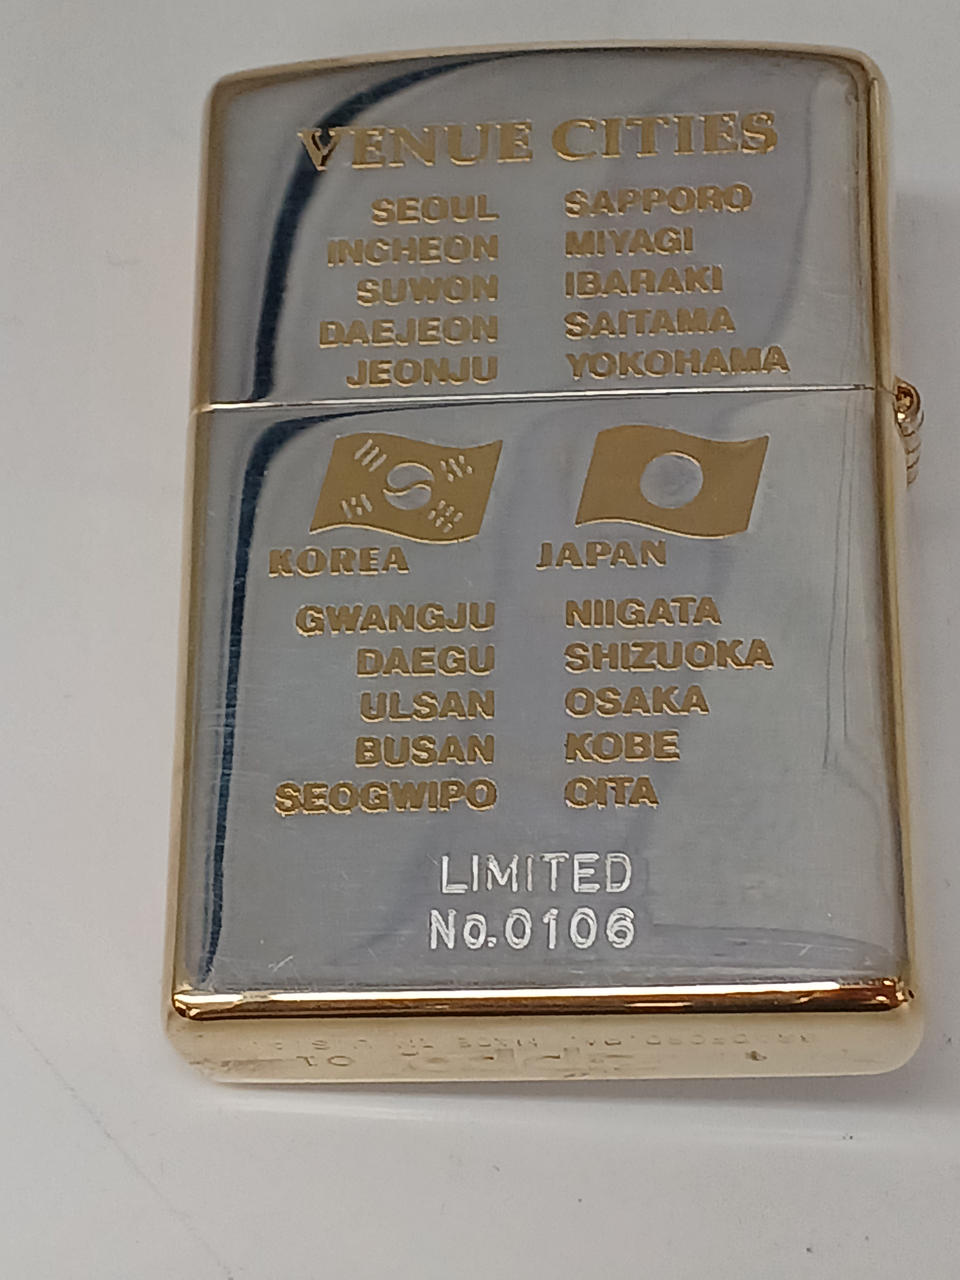 VENUE CITIES
SEOUL SAPPORO
INCHEON MIYAGI
SUWON IBARAKI
DAEJEON SAITAMA
JEONJU YOKOHAMA
KOREA JAPAN
GWANGJU NIIGATA
DAEGU SHIZUOKA
ULSAN OSAKA
BUSAN KOBE
SEOGWIPO OITA
LIMITED
No.0106